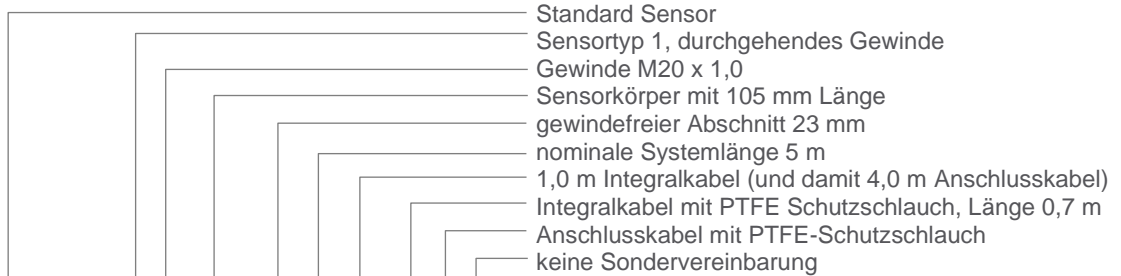 Standard Sensor
Sensortyp 1, durchgehendes Gewinde
Gewinde M20 x 1,0
Sensorkörper mit 105 mm Länge
gewindefreier Abschnitt 23 mm
nominale Systemlänge 5 m
1,0 m Integralkabel (und damit 4,0 m Anschlusskabel)
Integralkabel mit PTFE Schutzschlauch, Länge 0,7 m
Anschlusskabel mit PTFE-Schutzschlauch
keine Sondervereinbarung